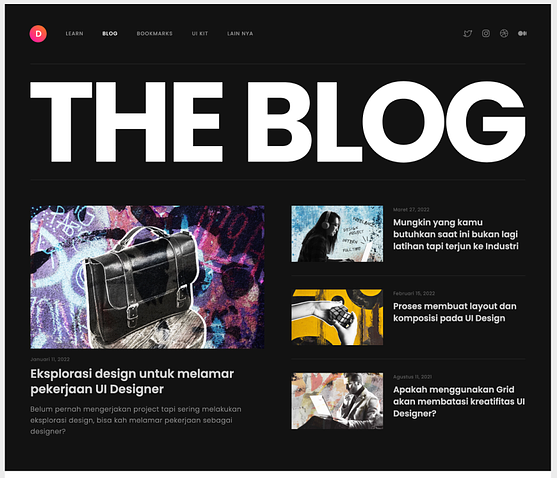 D
LEARN
BLOG
BOOKMARKS
UI KIT
LAIN NYA
THE BLOG
Januari 11, 2022
Eksplorasi design untuk melamar
pekerjaan UI Designer
Belum pernah mengerjakan project tapi sering melakukan
eksplorasi design, bisa kah melamar pekerjaan sebagai
designer?
Maret 27, 2022
Mungkin yang kamu
butuhkan saat ini bukan lagi
latihan tapi terjun ke Industri
Februari 15, 2022
Proses membuat layout dan
komposisi pada UI Design
Agustus 11, 2021
Apakah menggunakan Grid
akan membatasi kreatifitas UI
Designer?